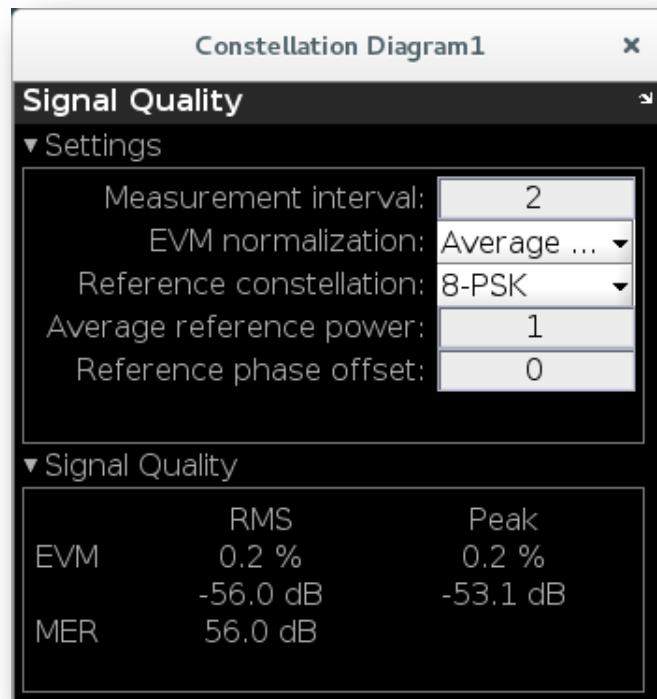 Constellation Diagram1
Signal Quality
Settings
Measurement interval: 2
EVM normalization: Average ...
Reference constellation: 8-PSK
Average reference power: 1
Reference phase offset: 0
Signal Quality
RMS Peak
EVM 0.2 % 0.2 %
-56.0 dB -53.1 dB
MER 56.0 dB